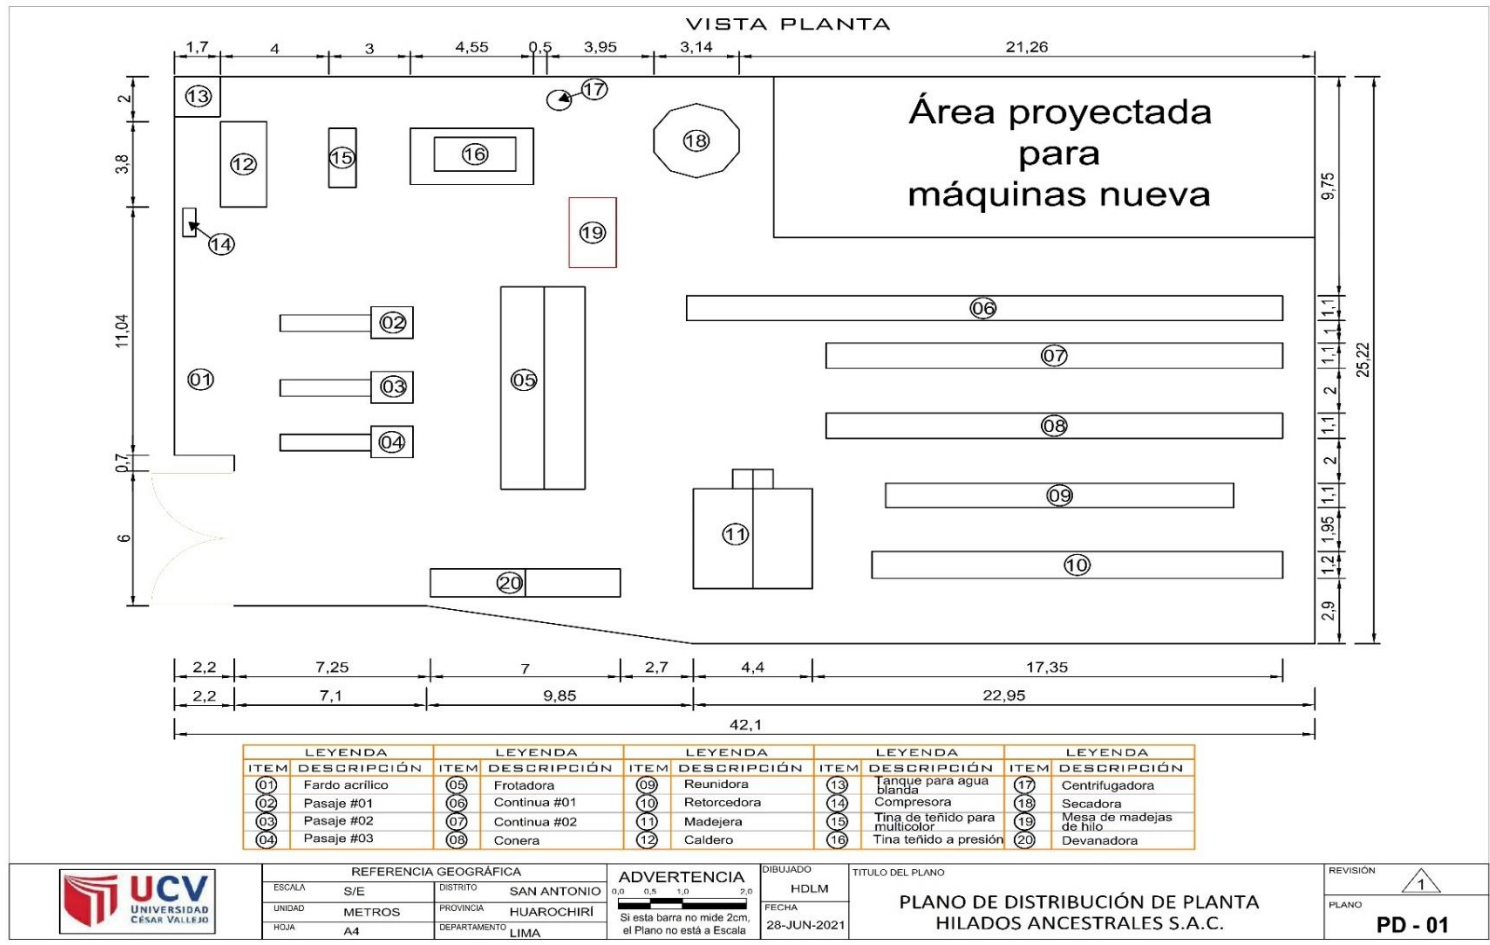 VISTA PLANTA
1,7 4 3 4,55 0,5 3,95 3,14 21,26
2
3,8
11,04
0,7
6
13
12
15
16
17
18
14
19
Área proyectada
para
máquinas nueva
01
02
03
04
05
06
07
08
09
10
11
20
9,75
1,1
1
1,1
2
1,1
2
1,1
1,95
1,2
2,9
25,22
2,2 7,25 7 2,7 4,4 17,35
2,2 7,1 9,85 22,95
42,1
LEYENDA LEYENDA LEYENDA LEYENDA LEYENDA
ITEM DESCRIPCIÓN ITEM DESCRIPCIÓN ITEM DESCRIPCIÓN ITEM DESCRIPCIÓN ITEM DESCRIPCIÓN
01 Fardo acrílico 05 Frotadora 09 Reunidora 13 Tanque para agua blanda 17 Centrifugadora
02 Pasaje #01 06 Continua #01 10 Retorcedora 14 Compresora 18 Secadora
03 Pasaje #02 07 Continua #02 11 Madejera 15 Tina de teñido para multicolor 19 Mesa de madejas de hilo
04 Pasaje #03 08 Conera 12 Caldero 16 Tina teñido a presión 20 Devanadora
UCV
UNIVERSIDAD
CÉSAR VALLEJO
REFERENCIA GEOGRÁFICA
ESCALA S/E DISTRITO SAN ANTONIO
UNIDAD METROS PROVINCIA HUAROCHIRÍ
HOJA A4 DEPARTAMENTO LIMA
ADVERTENCIA
0,0 0,5 1,0 2,0
Si esta barra no mide 2cm,
el Plano no está a Escala
DIBUJADO
HDLM
FECHA
28-JUN-2021
TITULO DEL PLANO
PLANO DE DISTRIBUCIÓN DE PLANTA
HILADOS ANCESTRALES S.A.C.
REVISIÓN
1
PLANO
PD - 01